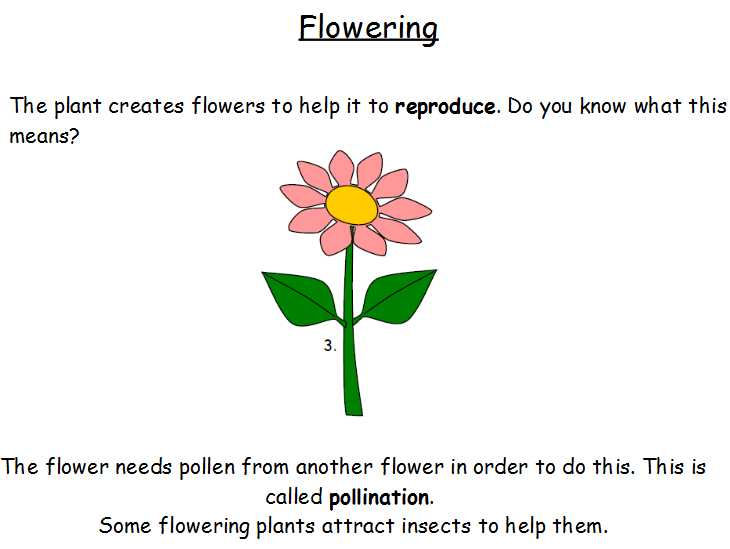 Flowering
The plant creates flowers to help it to reproduce. Do you know what this
means?
3.
The flower needs pollen from another flower in order to do this. This is
called pollination.
Some flowering plants attract insects to help them.